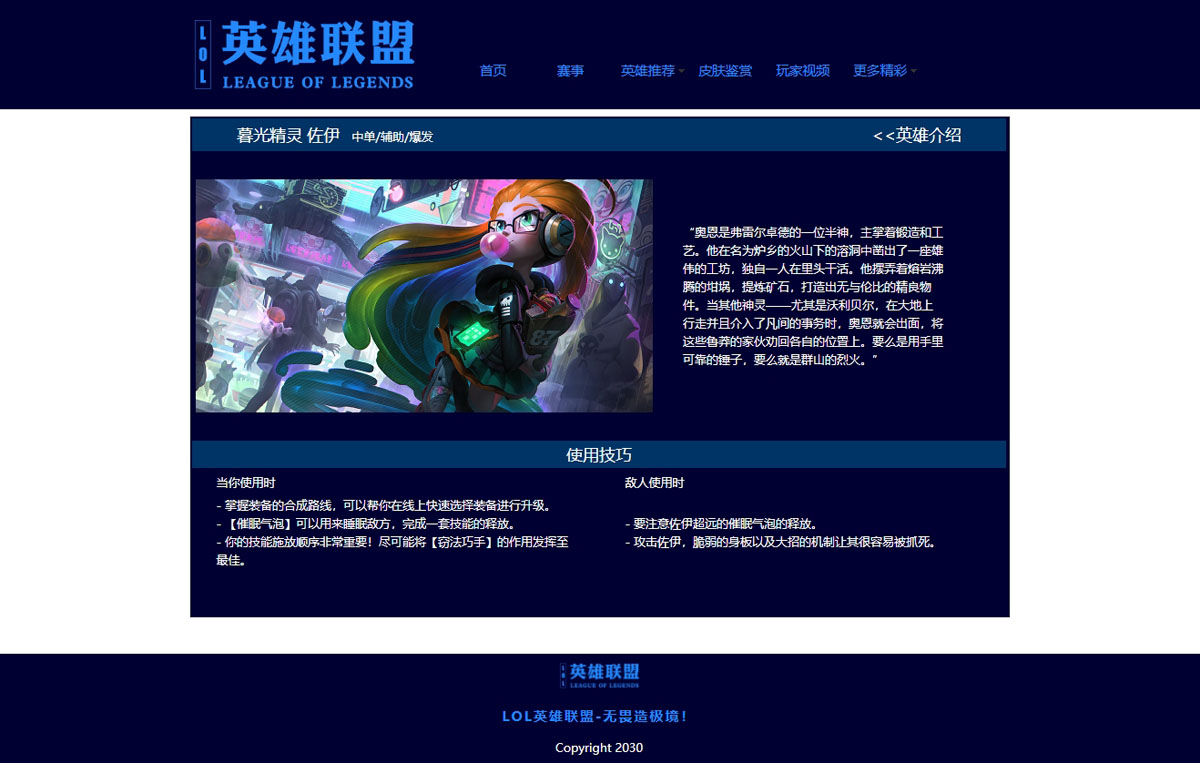 LOL
英雄联盟
LEAGUE OF LEGENDS
首页 赛事 英雄推荐 皮肤鉴赏 玩家视频 更多精彩
暮光精灵 佐伊 中单/辅助/爆发
<<英雄介绍
87
“奥恩是弗雷尔卓德的一位半神，主掌着锻造和工
艺。他在名为炉乡的火山下的溶洞中凿出了一座雄
伟的工坊，独自一人在里头干活。他摆弄着熔岩沸
腾的坩埚，提炼矿石，打造出无与伦比的精良物
件。当其他神灵——尤其是沃利贝尔，在大地上
行走并且介入了凡间的事务时，奥恩就会出面，将
这些鲁莽的家伙劝回各自的位置上。要么是用手里
可靠的锤子，要么就是群山的烈火。”
使用技巧
当你使用时
- 掌握装备的合成路线，可以帮你在线上快速选择装备进行升级。
- 【催眠气泡】可以用来睡眠敌方，完成一套技能的释放。
- 你的技能施放顺序非常重要！尽可能将【窃法巧手】的作用发挥至
最佳。
敌人使用时
- 要注意佐伊超远的催眠气泡的释放。
- 攻击佐伊，脆弱的身板以及大招的机制让其很容易被抓死。
LOL
英雄联盟
LEAGUE OF LEGENDS
LOL英雄联盟-无畏造极境！
Copyright 2030